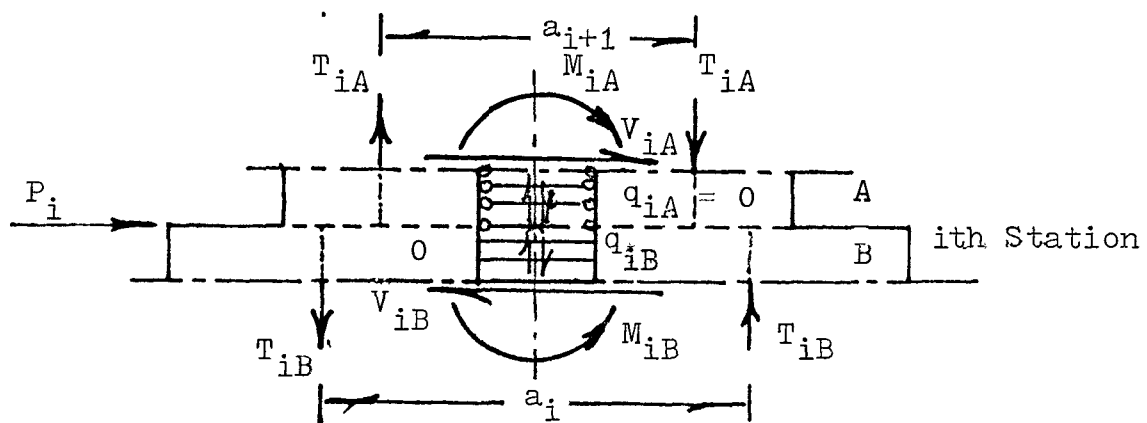 a_{i+1}
T_{iA} M_{iA} T_{iA}
V_{iA}
P_i q_{iA} = 0 A
0 q_{iB} B ith Station
V_{iB}
T_{iB} M_{iB} T_{iB}
a_i